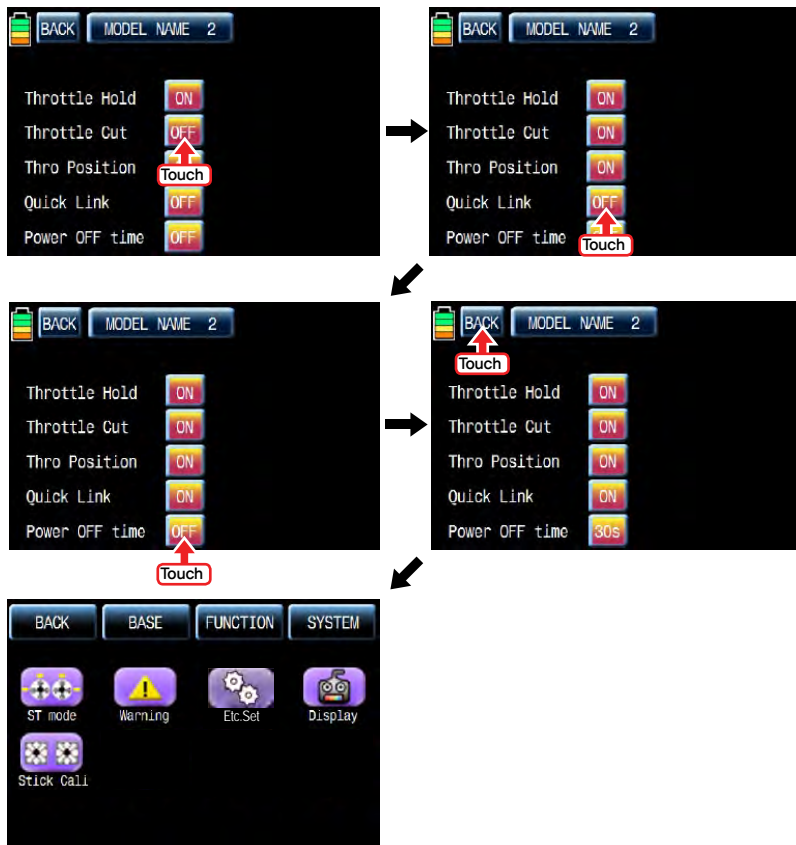 BACK MODEL NAME 2
Throttle Hold ON
Throttle Cut OFF
Thro Position
Touch
Quick Link OFF
Power OFF time OFF
BACK MODEL NAME 2
Throttle Hold ON
Throttle Cut ON
Thro Position ON
Quick Link OFF
Power OFF time
Touch
BACK MODEL NAME 2
Throttle Hold ON
Throttle Cut ON
Thro Position ON
Quick Link ON
Power OFF time OFF
Touch
BACK MODEL NAME 2
Touch
Throttle Hold ON
Throttle Cut ON
Thro Position ON
Quick Link ON
Power OFF time 30s
BACK BASE FUNCTION SYSTEM
ST mode Warning Etc.Set Display
Stick Cali